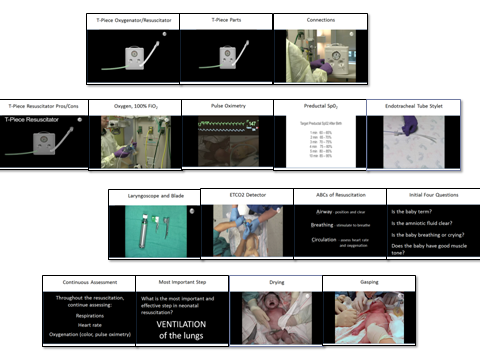 T-Piece Oxygenator/Resuscitator
T-Piece Parts
Connections
T-Piece Resuscitator Pros/Cons
T-Piece Resuscitator
Oxygen, 100% FiO2
Pulse Oximetry
147
Preductal SpO2
Target Preductal SpO2 After Birth
1 min 60 – 65%
2 min 65 – 70%
3 min 70 – 75%
4 min 75 – 80%
5 min 80 – 85%
10 min 85 – 95%
Endotracheal Tube Stylet
Laryngoscope and Blade
ETCO2 Detector
ABCs of Resuscitation
Airway - position and clear
Breathing - stimulate to breathe
Circulation - assess heart rate
and oxygenation
Initial Four Questions
Is the baby term?
Is the amniotic fluid clear?
Is the baby breathing or crying?
Does the baby have good muscle
tone?
Continuous Assessment
Throughout the resuscitation,
continue assessing:
Respirations
Heart rate
Oxygenation (color, pulse oximetry)
Most Important Step
What is the most important and
effective step in neonatal
resuscitation?
VENTILATION
of the lungs
Drying
Gasping